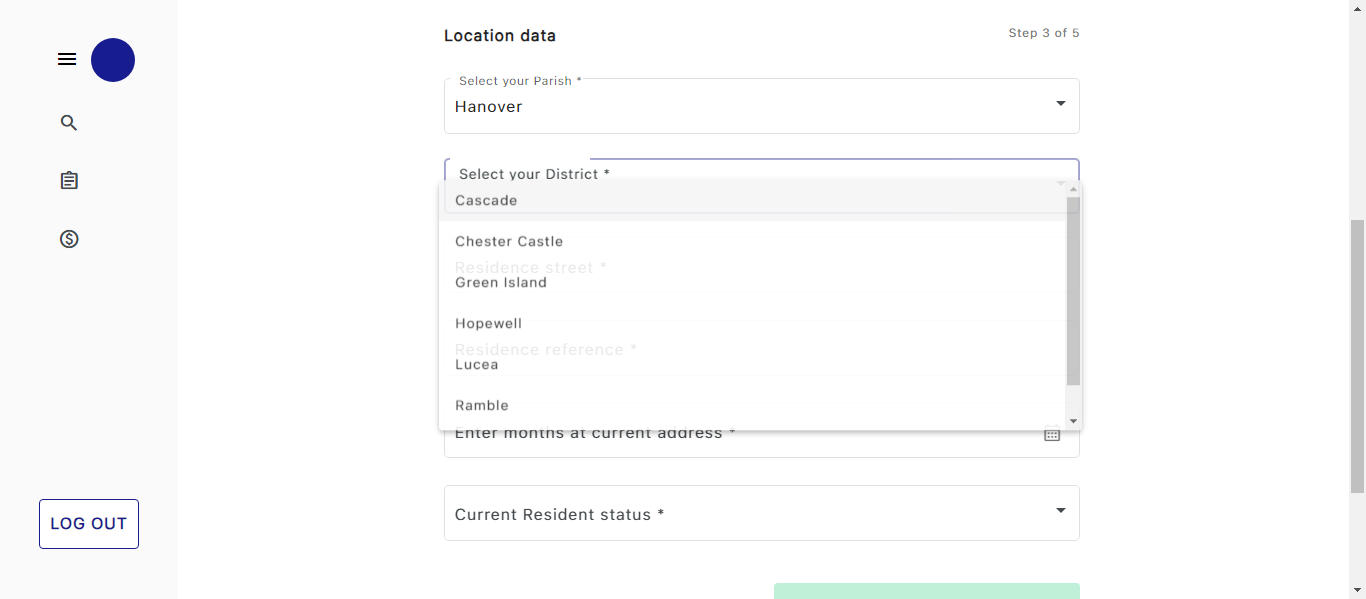 Location data
Step 3 of 5
Select your Parish *
Hanover
Select your District *
Cascade
Chester Castle
Residence street *
Green Island
Hopewell
Residence reference *
Lucea
Ramble
Enter months at current address *
Current Resident status *
LOG OUT